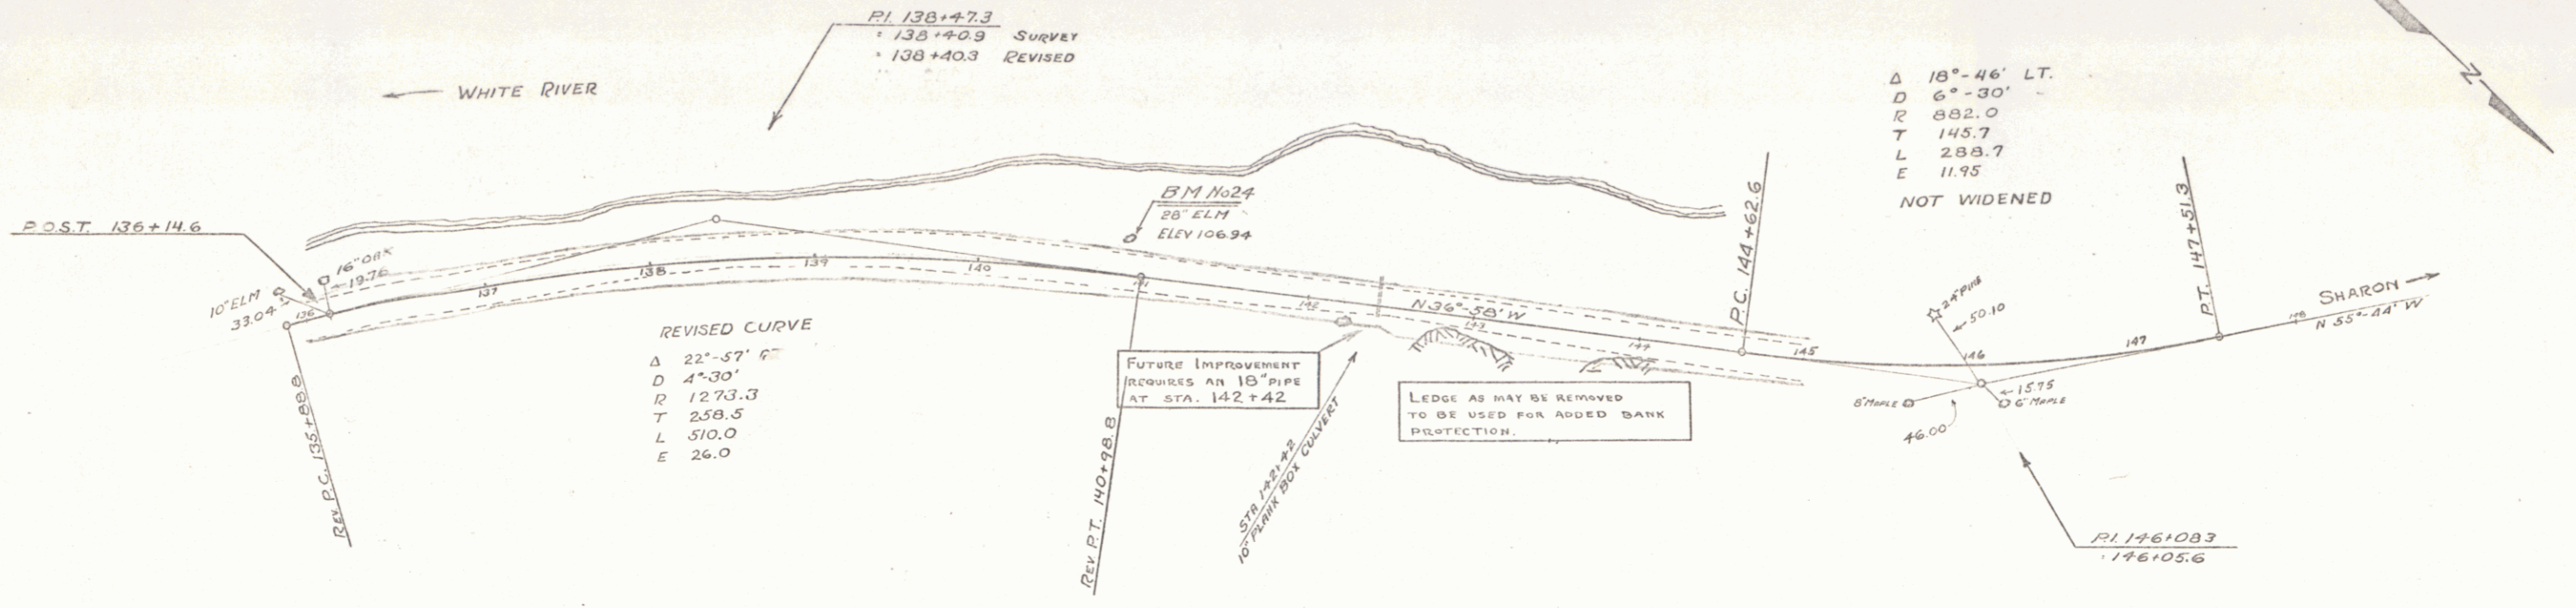 P.I. 138+47.3
= 138+40.9 SURVEY
= 138+40.3 REVISED
← WHITE RIVER
N
Δ 18°-46' LT.
D 6°-30'
R 882.0
T 145.7
L 288.7
E 11.95
NOT WIDENED
P.O.S.T. 136+14.6
16" OAK
19.76
10" ELM
33.04
BM No24
28" ELM
ELEV 106.94
136
137
138
139
140
141
142
143
144
145
146
147
148
N 36°-58' W
P.C. 144+62.6
P.T. 147+51.3
SHARON →
N 55°-44' W
24" PINE
50.10
15.75
6" MAPLE
8" MAPLE
46.00
REVISED CURVE
Δ 22°-57' RT
D 4°-30'
R 1273.3
T 258.5
L 510.0
E 26.0
FUTURE IMPROVEMENT
REQUIRES AN 18" PIPE
AT STA. 142+42
LEDGE AS MAY BE REMOVED
TO BE USED FOR ADDED BANK
PROTECTION.
REV. P.C. 135+88.8
REV P.T. 140+98.8
STA 142+42
10" PLANK BOX CULVERT
P.I. 146+083
= 146+05.6